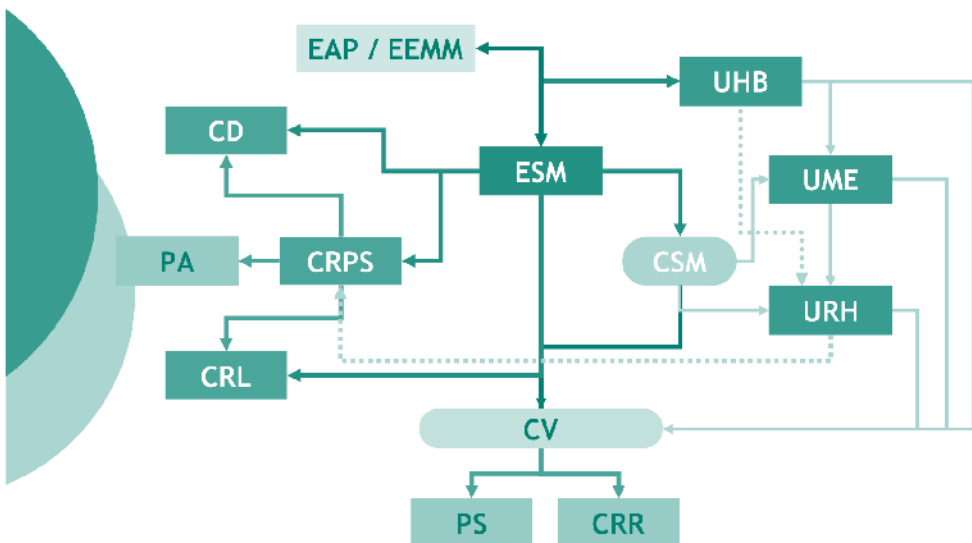 EAP / EEMM
UHB
CD
ESM
UME
PA
CRPS
CSM
URH
CRL
CV
PS
CRR